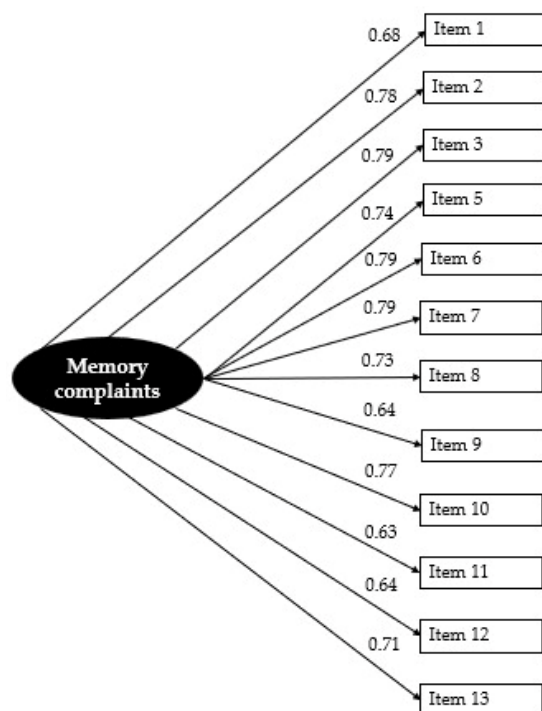 0.68
Item 1
0.78
Item 2
0.79
Item 3
0.74
Item 5
0.79
Item 6
0.79
Item 7
Memory
complaints
0.73
Item 8
0.64
Item 9
0.77
Item 10
0.63
Item 11
0.64
Item 12
0.71
Item 13